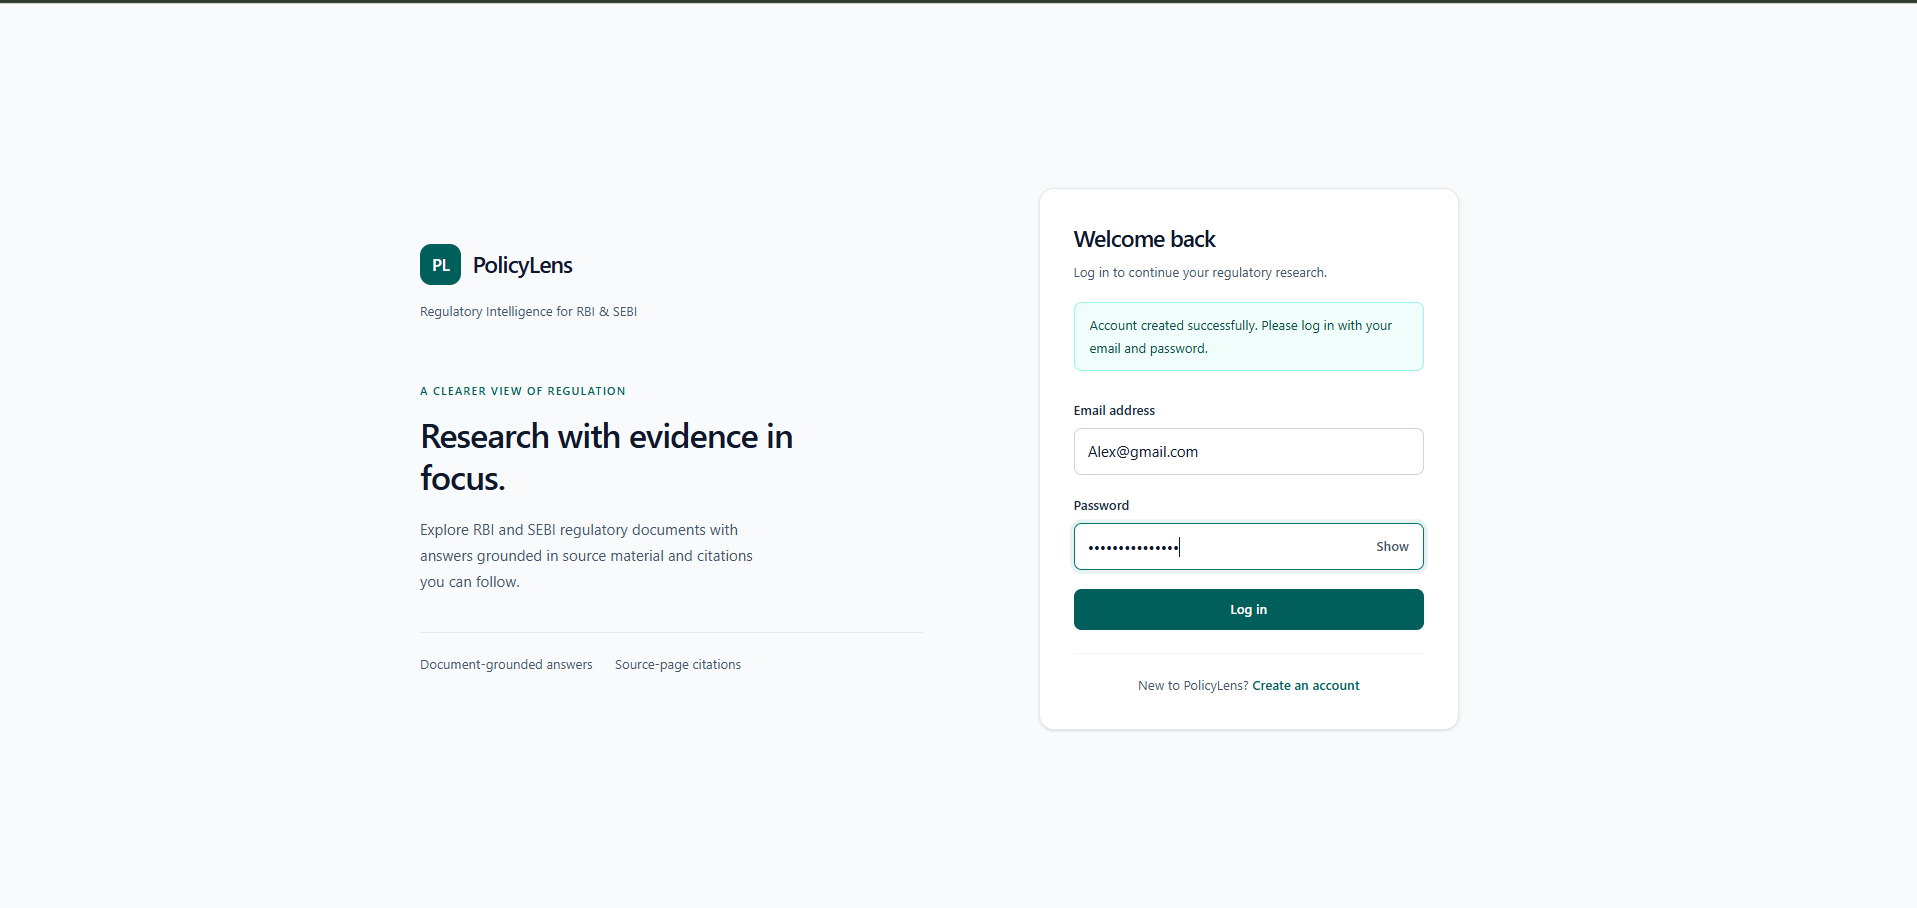 PL PolicyLens
Regulatory Intelligence for RBI & SEBI
A CLEARER VIEW OF REGULATION
Research with evidence in
focus.
Explore RBI and SEBI regulatory documents with
answers grounded in source material and citations
you can follow.
Document-grounded answers Source-page citations
Welcome back
Log in to continue your regulatory research.
Account created successfully. Please log in with your
email and password.
Email address
Alex@gmail.com
Password
••••••••••••••• Show
Log in
New to PolicyLens? Create an account